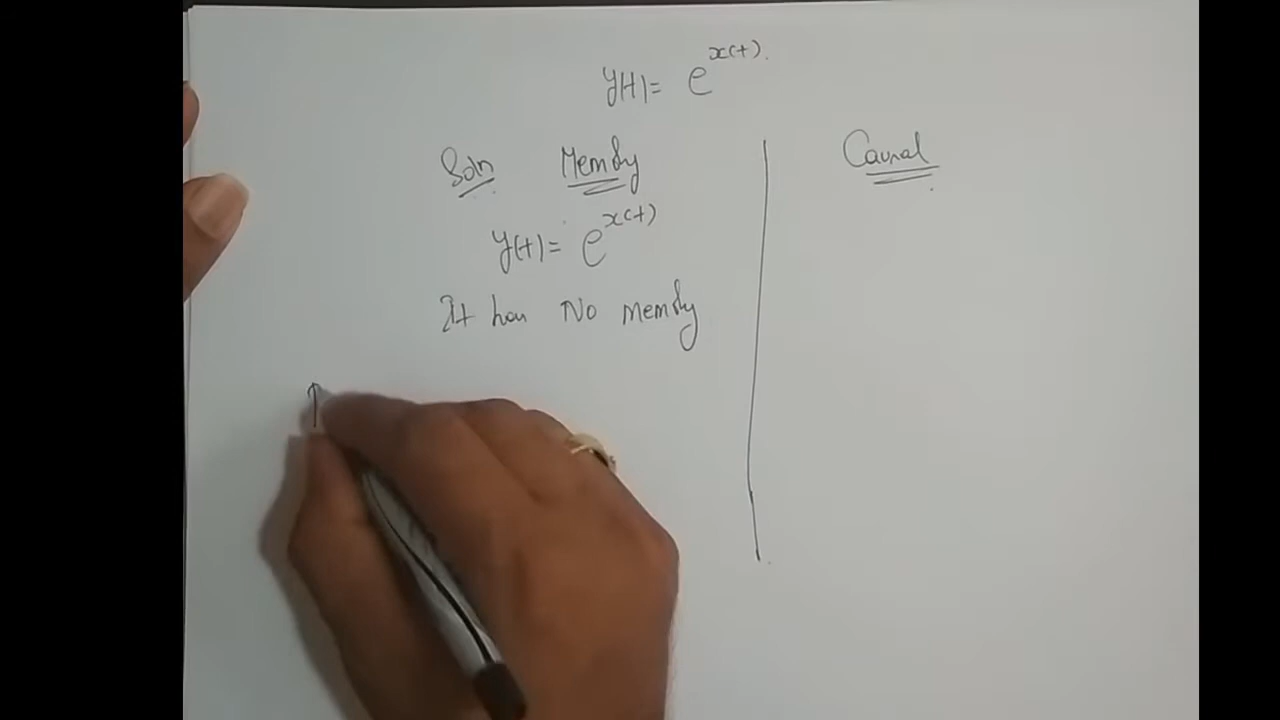 y(t) = e^x(t).
Soln Memory
y(t) = e^x(t)
It has No memory
Causal